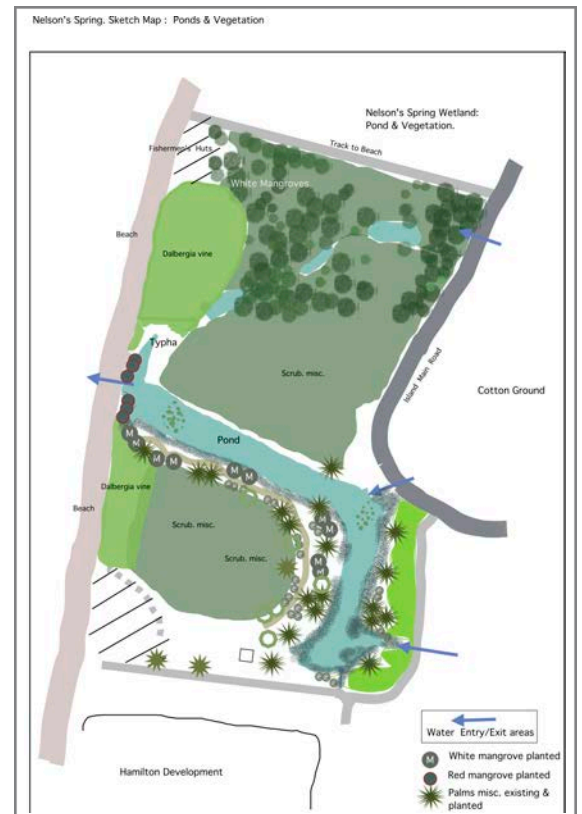 Nelson's Spring. Sketch Map : Ponds & Vegetation
Nelson's Spring Wetland:
Pond & Vegetation.
Track to Beach
Fishermen's Huts
White Mangroves
Beach
Dalbergia vine
Typha
Scrub. misc.
Island Main Road
Cotton Ground
Pond
M
M
M
M
M
M
M
M
M
M
Dalbergia vine
Beach
Scrub. misc.
Scrub. misc.
Hamilton Development
Water Entry/Exit areas
M White mangrove planted
Red mangrove planted
Palms misc. existing &
planted